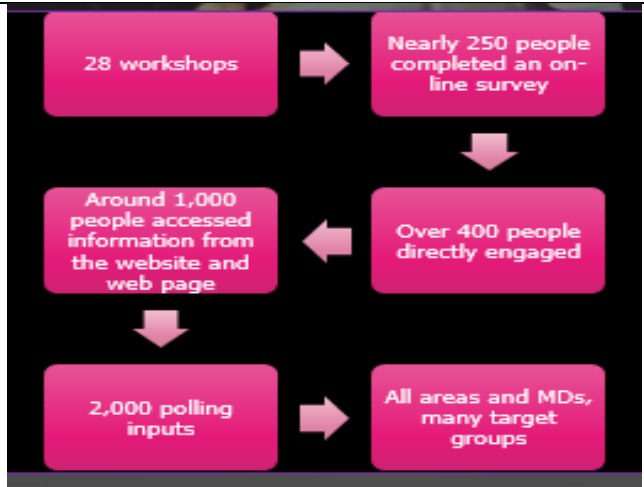 28 workshops
Nearly 250 people
completed an on-
line survey
Over 400 people
directly engaged
Around 1,000
people accessed
information from
the website and
web page
2,000 polling
inputs
All areas and MDs,
many target
groups